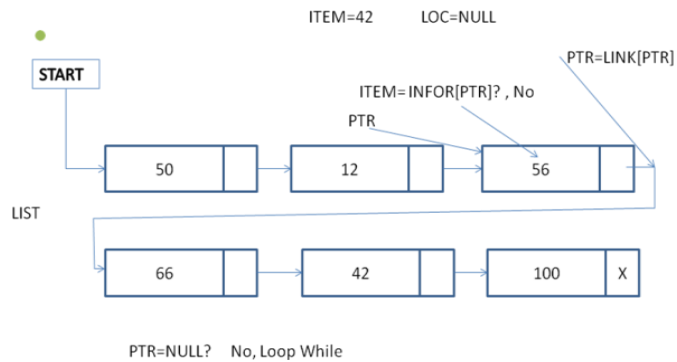 ITEM=42 LOC=NULL
PTR=LINK[PTR]
START
ITEM=INFOR[PTR]? , No
PTR
50 12 56
LIST
66 42 100 X
PTR=NULL? No, Loop While